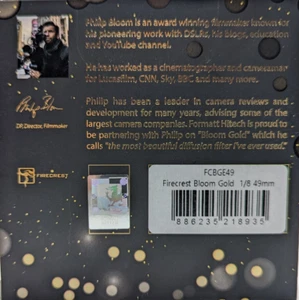 Philip Bloom is an award winning filmmaker known for
his pioneering work with DSLRs, his blogs, education
and YouTube channel.
He has worked as a cinematographer and cameraman
for Lucasfilm, CNN, Sky, BBC and many more.
Philip has been a leader in camera reviews and
development for many years, advising some of the
largest camera companies. Formatt Hitech is proud to
be partnering with Philip on "Bloom Gold" which he
calls "the most beautiful diffusion filter I've ever used."
DP, Director, Filmmaker
FIRECREST
FCBGE49
Firecrest Bloom Gold 1/8 49mm
8 86235 218935